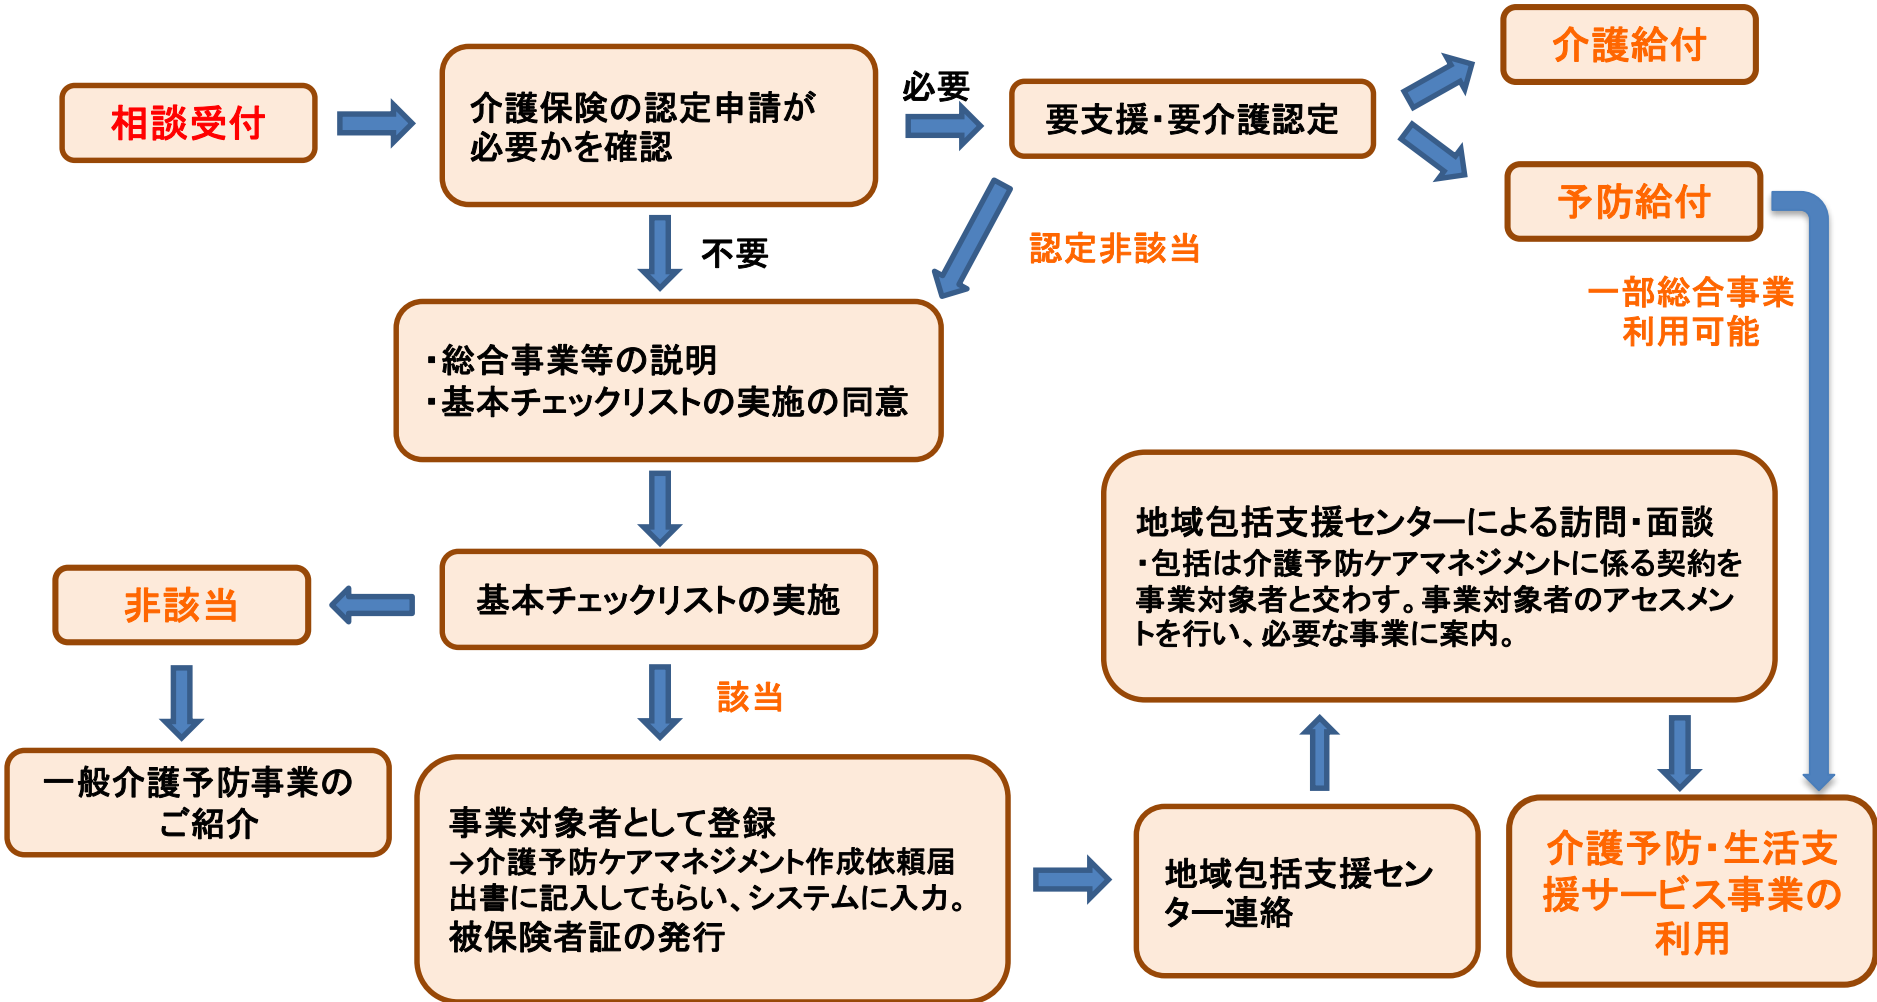 相談受付
介護保険の認定申請が
必要かを確認
必要
要支援・要介護認定
介護給付
予防給付
不要
認定非該当
一部総合事業
利用可能
・総合事業等の説明
・基本チェックリストの実施の同意
基本チェックリストの実施
非該当
該当
一般介護予防事業の
ご紹介
事業対象者として登録
→介護予防ケアマネジメント作成依頼届
出書に記入してもらい、システムに入力。
被保険者証の発行
地域包括支援セン
ター連絡
地域包括支援センターによる訪問・面談
・包括は介護予防ケアマネジメントに係る契約を
事業対象者と交わす。事業対象者のアセスメン
トを行い、必要な事業に案内。
介護予防・生活支
援サービス事業の
利用